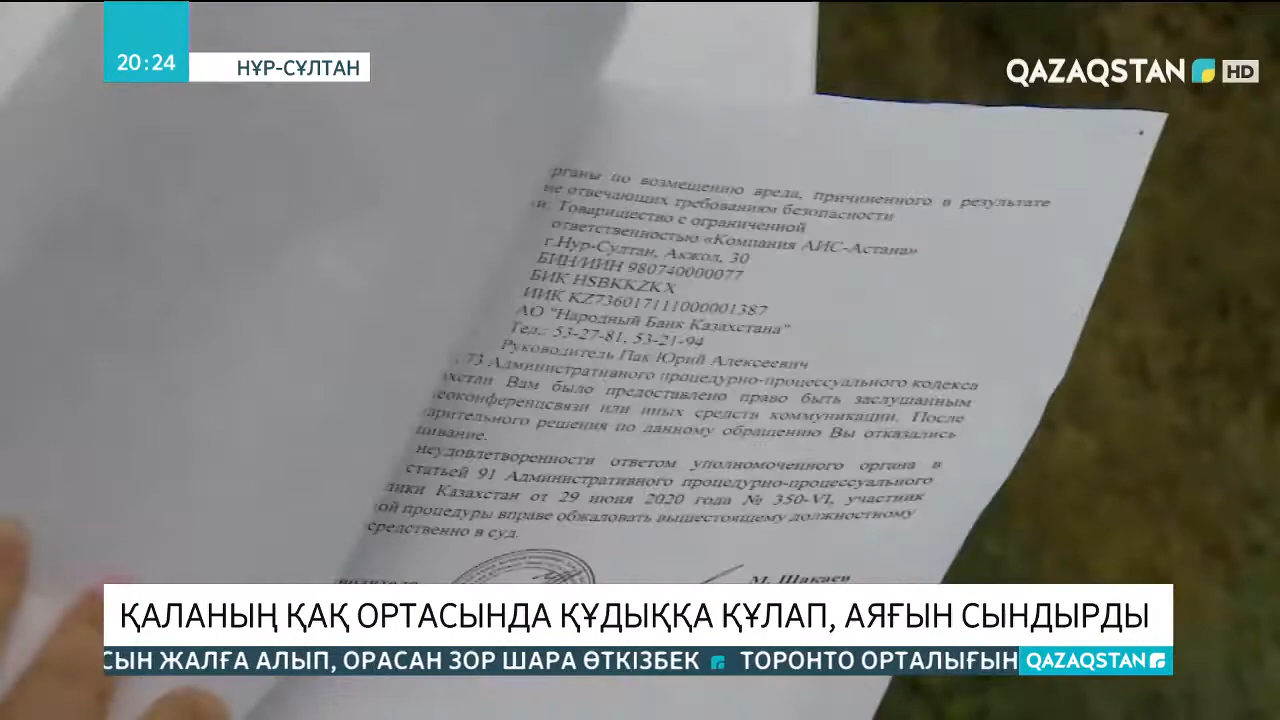 20:24
НҰР-СҰЛТАН
QAZAQSTAN HD
рганы по возмещению вреда, причиненного в результате
не отвечающих требованиям безопасности
и: Товарищество с ограниченной
ответственностью «Компания АИС-Астана»
г.Нур-Султан, Акжол, 30
БИН/ИИН 980740000077
БИК HSBKKZKX
ИИК KZ736017111000001387
АО "Народный Банк Казахстана"
Тел.: 53-27-81, 53-21-94
Руководитель Пак Юрий Алексеевич
. 73 Административного процедурно-процессуального кодекса
ахстан Вам было предоставлено право быть заслушанным
еоконференцсвязи или иных средств коммуникации. После
арительного решения по данному обращению Вы отказались
шивание.
неудовлетворенности ответом уполномоченного органа в
статьей 91 Административного процедурно-процессуального
лики Казахстан от 29 июня 2020 года № 350-VI, участник
ой процедуры вправе обжаловать вышестоящему должностному
средственно в суд.
М. Шакаев
ҚАЛАНЫҢ ҚАҚ ОРТАСЫНДА ҚҰДЫҚҚА ҚҰЛАП, АЯҒЫН СЫНДЫРДЫ
СЫН ЖАЛҒА АЛЫП, ОРАСАН ЗОР ШАРА ӨТКІЗБЕК ТОРОНТО ОРТАЛЫҒЫН QAZAQSTAN